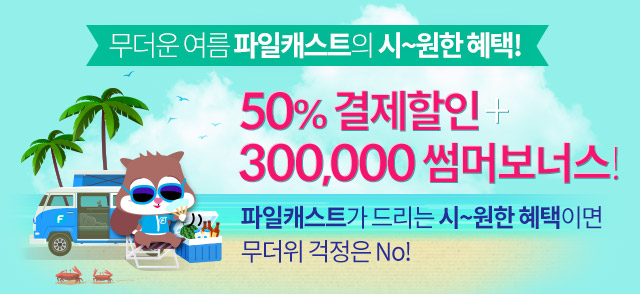 무더운 여름 파일캐스트의 시~원한 혜택!
50% 결제할인+
300,000 썸머보너스!
파일캐스트가 드리는 시~원한 혜택이면
무더위 걱정은 No!
F